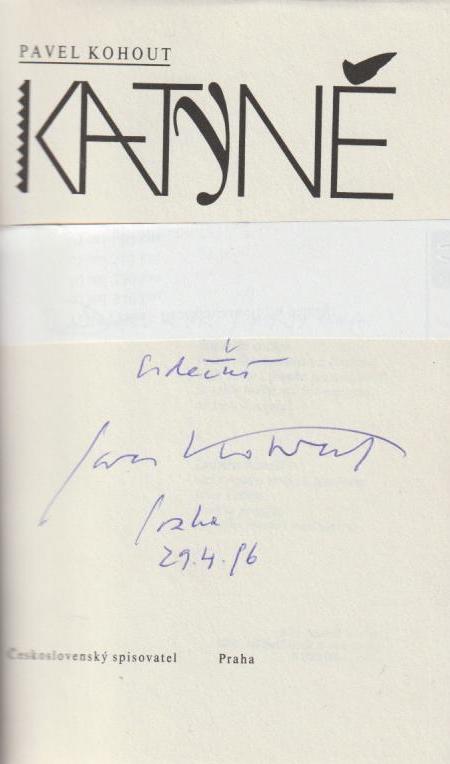 PAVEL KOHOUT
KATYNĚ
Srdečně
Pavel Kohout
Praha
29.4.96
Československý spisovatel Praha